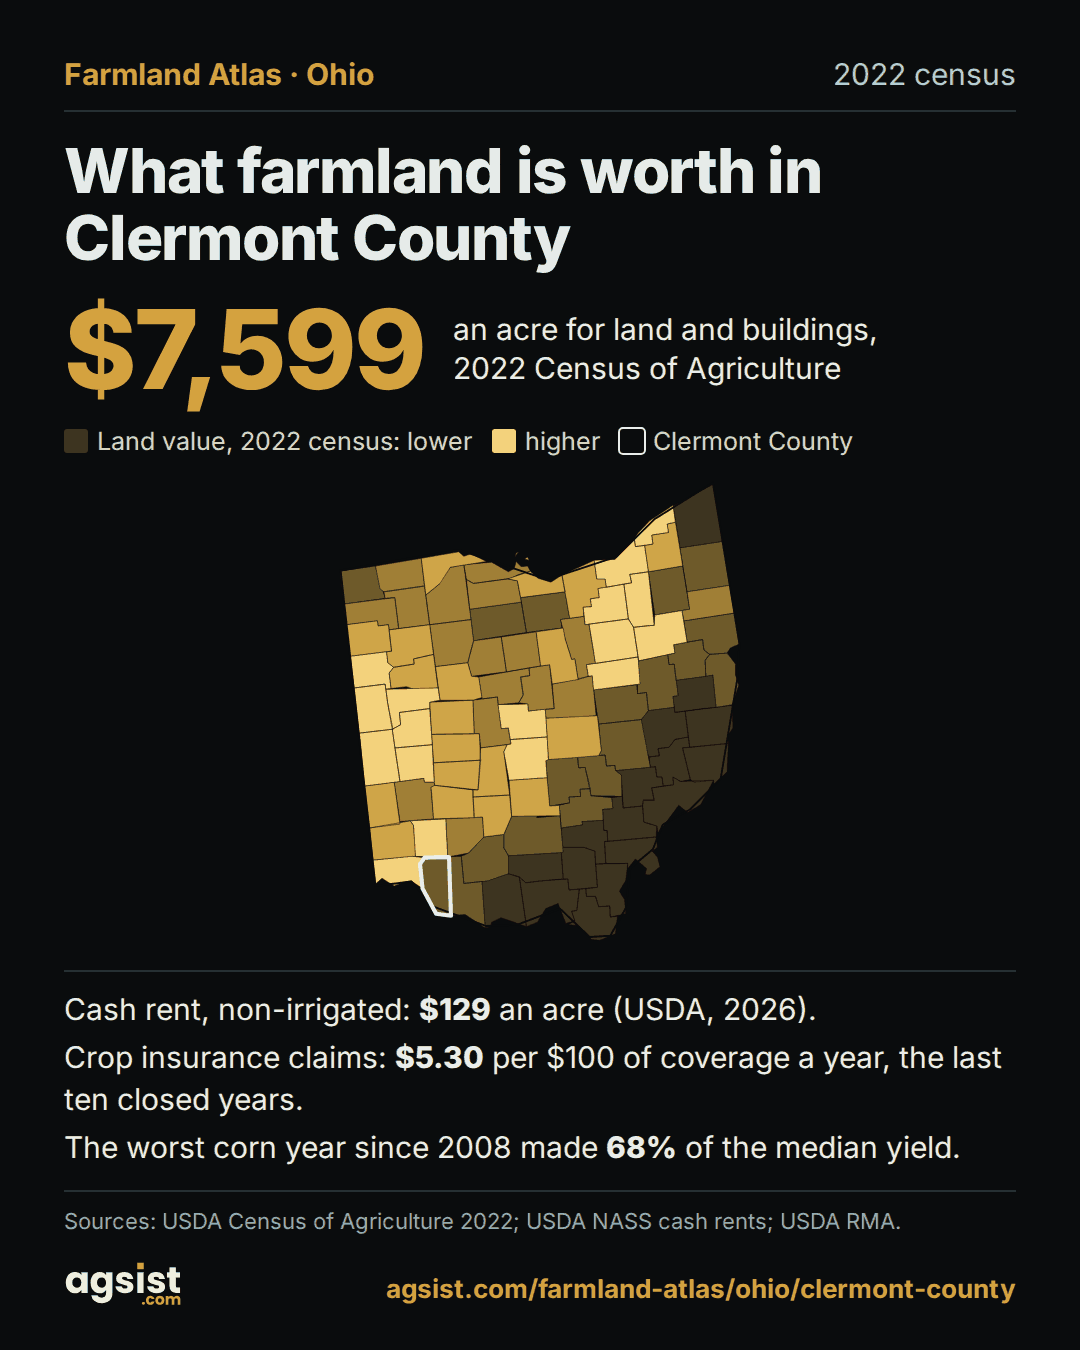 Farmland Atlas · Ohio
2022 census
What farmland is worth in
Clermont County
$7,599
an acre for land and buildings,
2022 Census of Agriculture
Land value, 2022 census: lower
higher
Clermont County
Cash rent, non-irrigated: $129 an acre (USDA, 2026).
Crop insurance claims: $5.30 per $100 of coverage a year, the last
ten closed years.
The worst corn year since 2008 made 68% of the median yield.
Sources: USDA Census of Agriculture 2022; USDA NASS cash rents; USDA RMA.
agsist
.com
agsist.com/farmland-atlas/ohio/clermont-county